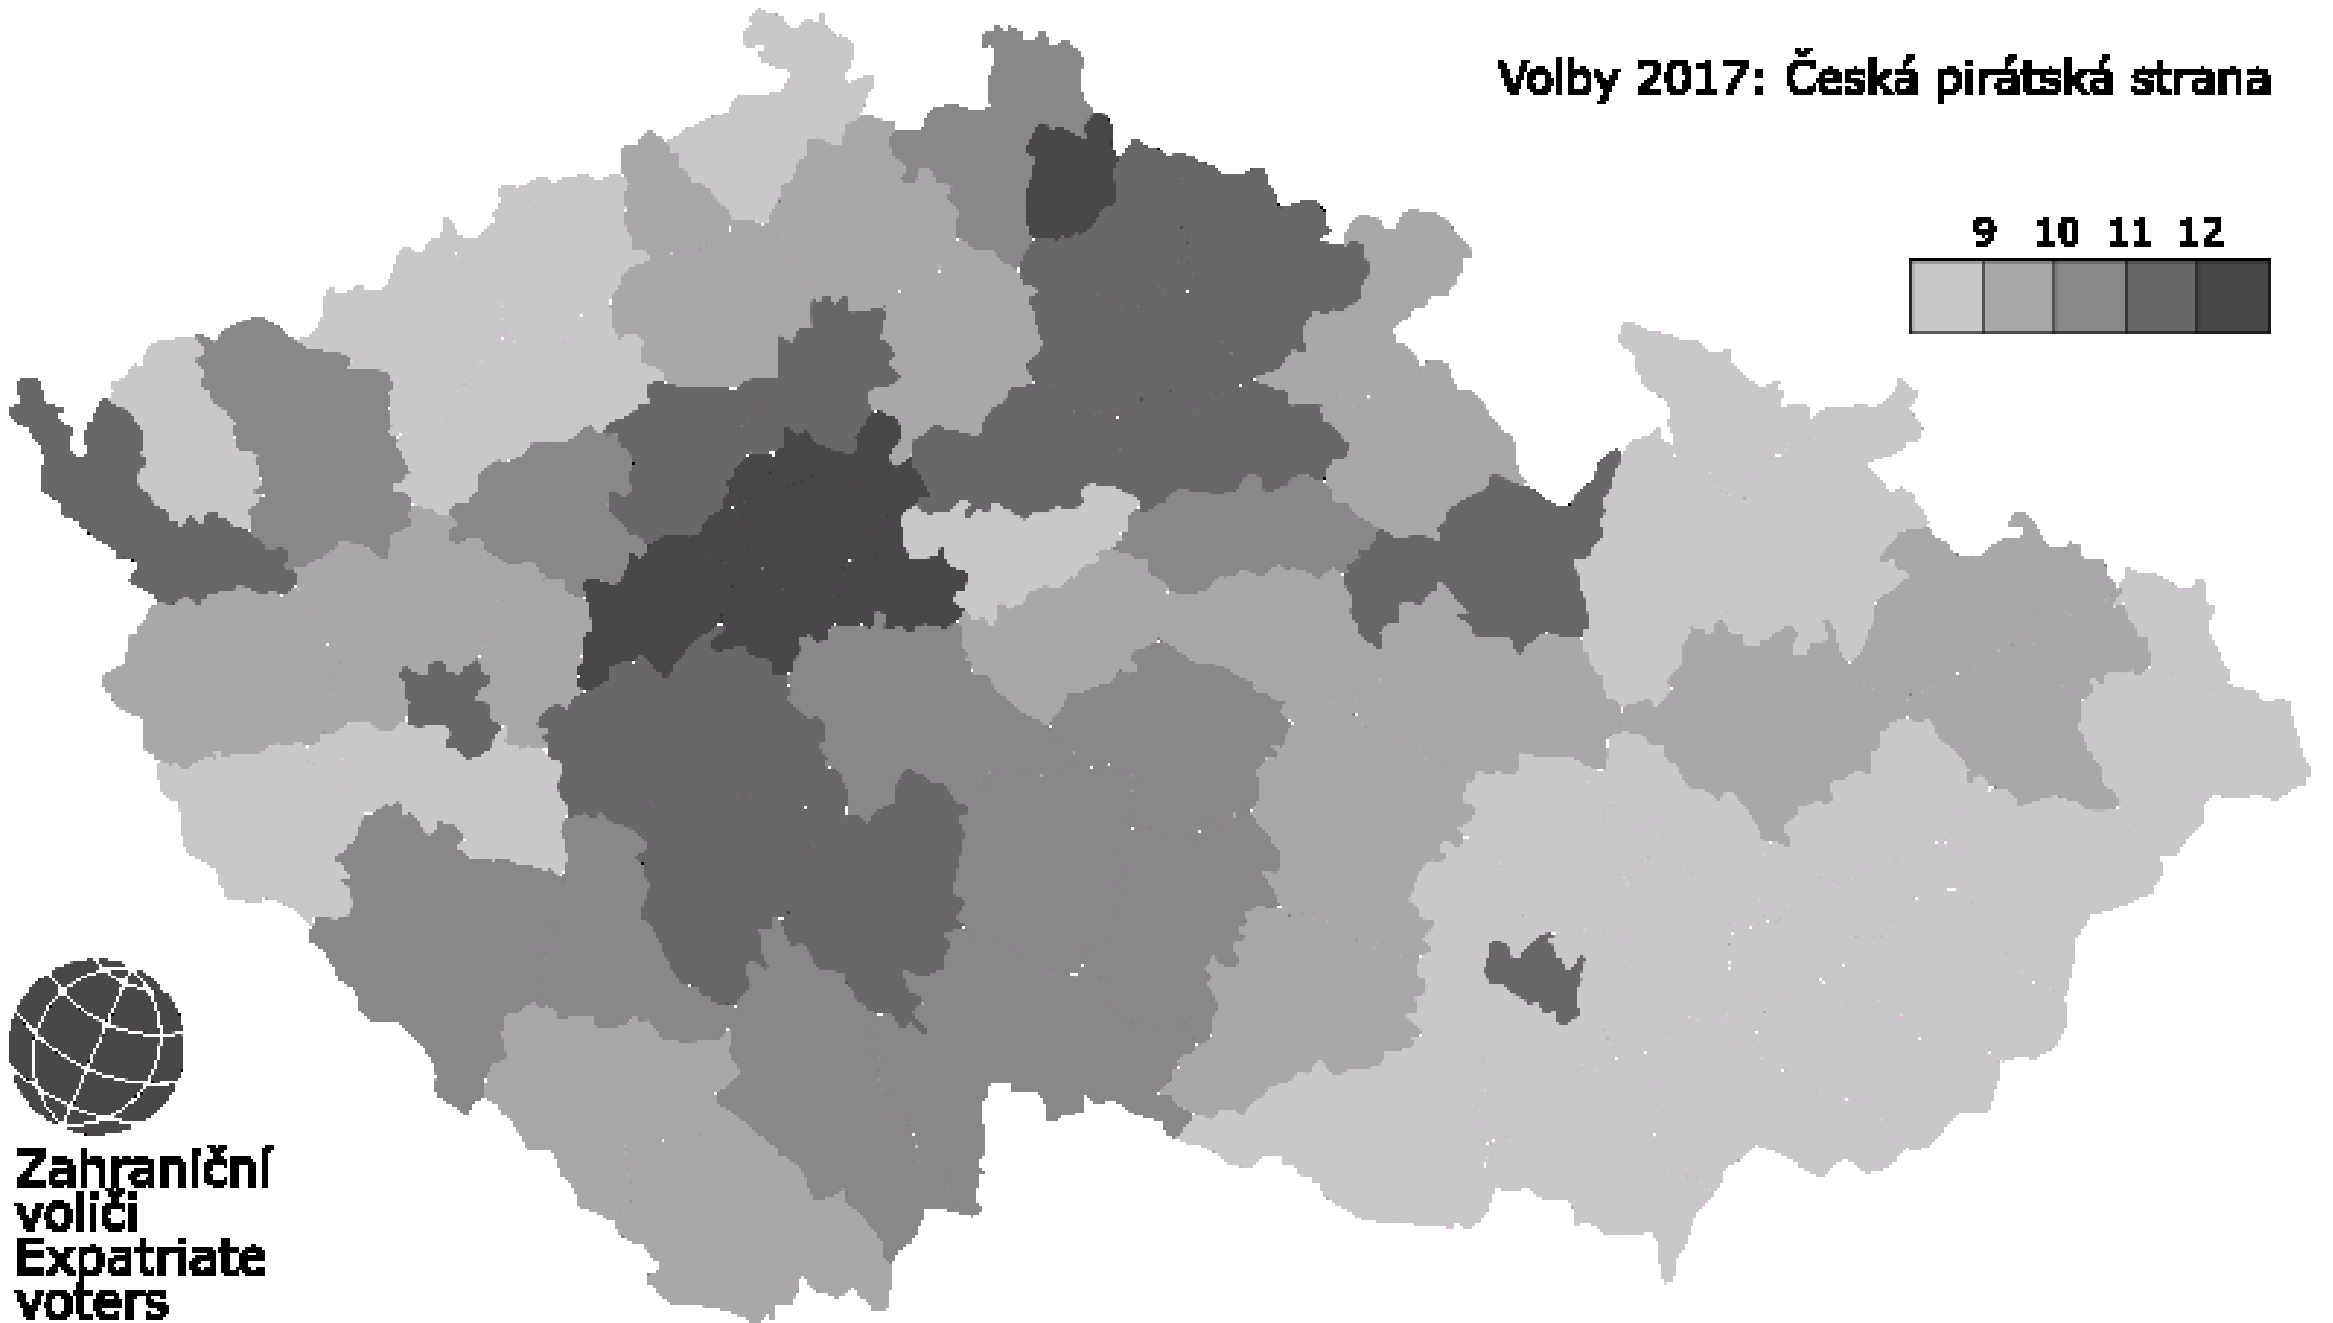 Volby 2017: Česká pirátská strana
9 10 11 12
Zahraniční
voliči
Expatriate
voters